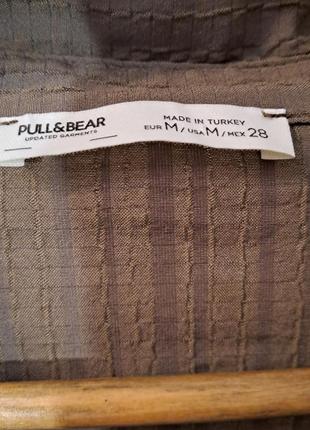 PULL&BEAR
UPDATED GARMENTS
MADE IN TURKEY
EUR M / USA M / MEX 28